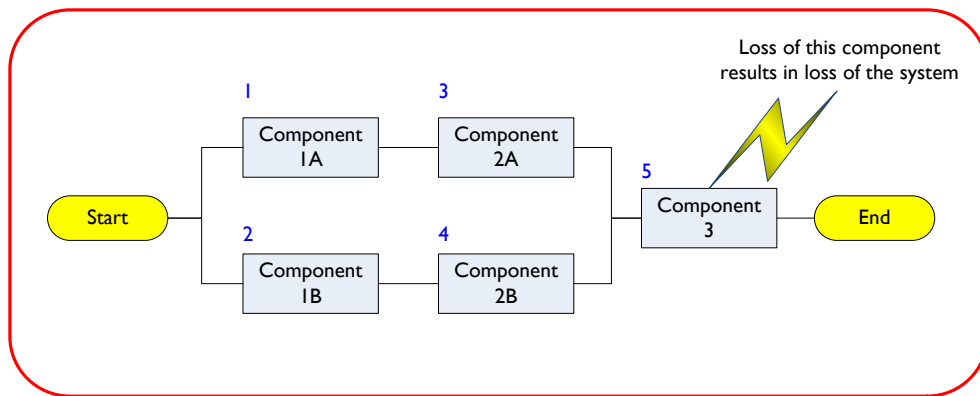 Loss of this component
results in loss of the system
1
3
Component
1A
Component
2A
5
Start
Component
3
End
2
4
Component
1B
Component
2B